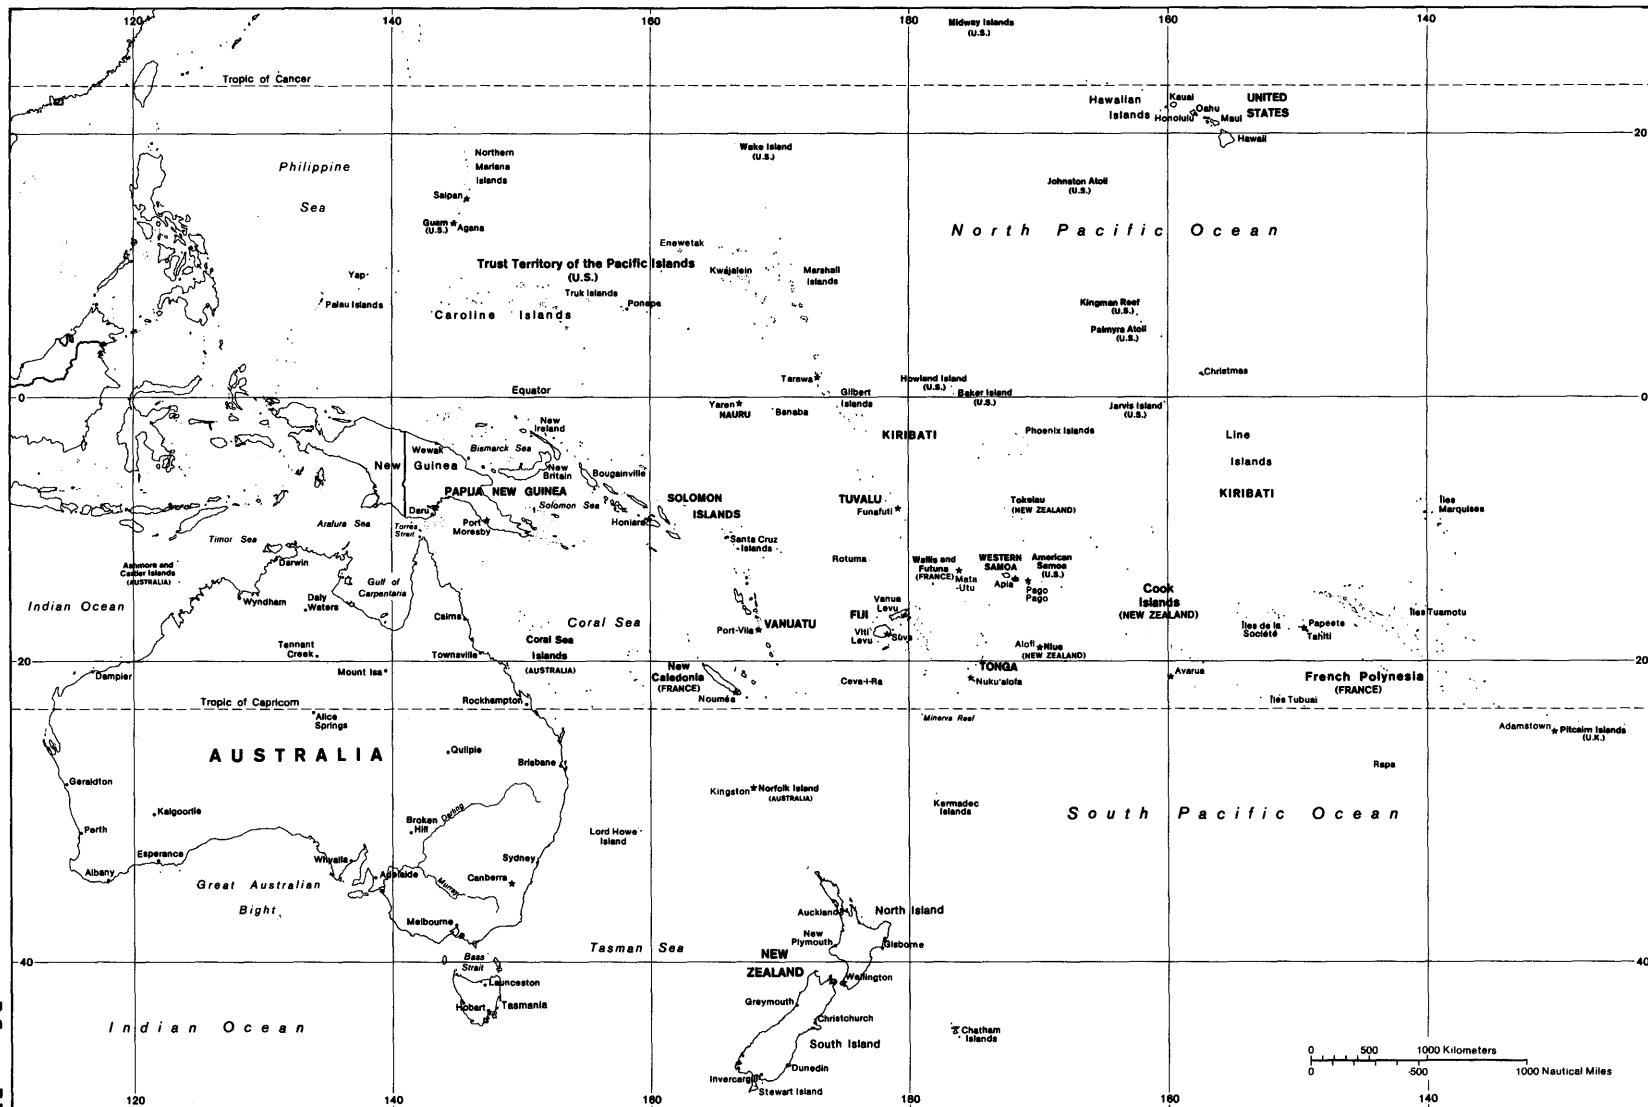 120
140
160
180
160
140
Midway Islands
(U.S.)
Tropic of Cancer
Hawaiian
Islands
Kauai
Oahu
Honolulu
Maui
Hawaii
UNITED
STATES
20
Philippine
Sea
Northern
Mariana
Islands
Saipan
Guam
(U.S.)
Agana
Wake Island
(U.S.)
Johnston Atoll
(U.S.)
North Pacific Ocean
Enewetak
Yap
Trust Territory of the Pacific Islands
(U.S.)
Kwajalein
Marshall
Islands
Palau Islands
Truk Islands
Ponape
Caroline Islands
Kingman Reef
(U.S.)
Palmyra Atoll
(U.S.)
Christmas
Tarawa
Equator
Gilbert
Islands
Howland Island
(U.S.)
Baker Island
(U.S.)
Jarvis Island
(U.S.)
0
0
Yaren
NAURU
Banaba
New
Ireland
Wewak
Bismarck Sea
KIRIBATI
Phoenix Islands
Line
Islands
KIRIBATI
New Guinea
New
Britain
Bougainville
PAPUA NEW GUINEA
Solomon Sea
SOLOMON
ISLANDS
Honiara
TUVALU
Funafuti
Tokelau
(NEW ZEALAND)
Îles
Marquises
Daru
Port
Moresby
Torres
Strait
Arafura Sea
Timor Sea
Santa Cruz
Islands
Rotuma
Wallis and
Futuna
(FRANCE)
Mata
-Utu
WESTERN
SAMOA
Apia
American
Samoa
(U.S.)
Pago
Pago
Ashmore and
Cartier Islands
(AUSTRALIA)
Darwin
Gulf of
Carpentaria
Indian Ocean
Wyndham
Daly
Waters
Cairns
Coral Sea
Vanua
Levu
FIJI
Viti
Levu
Suva
Cook
Islands
(NEW ZEALAND)
Îles Tuamotu
Port-Vila
VANUATU
Îles de la
Société
Papeete
Tahiti
Tennant
Creek
Townsville
Coral Sea
Islands
(AUSTRALIA)
Alofi
Niue
(NEW ZEALAND)
20
20
Dampier
Mount Isa
New
Caledonia
(FRANCE)
Nouméa
Ceva-i-Ra
TONGA
Nuku'alofa
Avarua
French Polynesia
(FRANCE)
Tropic of Capricorn
Rockhampton
Îles Tubuai
Alice
Springs
Minerva Reef
Adamstown
Pitcairn Islands
(U.K.)
AUSTRALIA
Quilpie
Brisbane
Rapa
Geraldton
Kingston
Norfolk Island
(AUSTRALIA)
Kalgoorlie
Darling
Kermadec
Islands
South Pacific Ocean
Perth
Broken
Hill
Lord Howe
Island
Esperance
Whyalla
Sydney
Albany
Adelaide
Canberra
Murray
Great Australian
Bight
Melbourne
Auckland
North Island
New
Plymouth
Gisborne
Tasman Sea
NEW
ZEALAND
Bass
Strait
40
40
Wellington
Launceston
Hobart
Tasmania
Greymouth
Christchurch
Indian Ocean
Chatham
Islands
South Island
0 500 1000 Kilometers
0 500 1000 Nautical Miles
Dunedin
Invercargill
Stewart Island
120
140
160
180
160
140